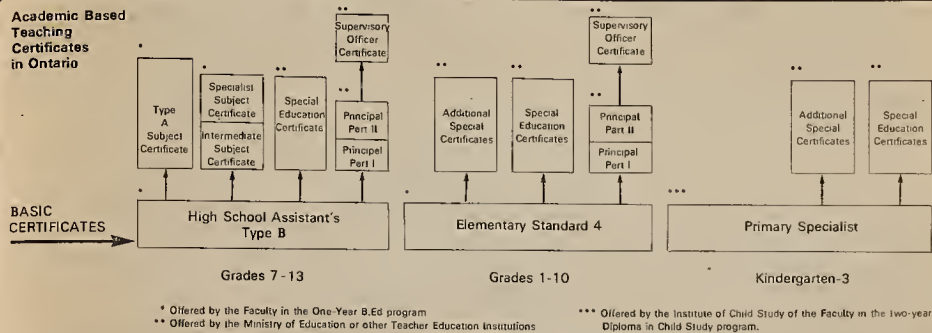 Academic Based
Teaching
Certificates
in Ontario
*
Type
A
Subject
Certificate
*
Specialist
Subject
Certificate
Intermediate
Subject
Certificate
**
Special
Education
Certificate
**
Supervisory
Officer
Certificate
**
Principal
Part II
Principal
Part I
**
Additional
Special
Certificates
**
Special
Education
Certificates
**
Supervisory
Officer
Certificate
**
Principal
Part II
Principal
Part I
**
Additional
Special
Certificates
**
Special
Education
Certificates
BASIC
CERTIFICATES
*
High School Assistant's
Type B
*
Elementary Standard 4
***
Primary Specialist
Grades 7-13
Grades 1-10
Kindergarten-3
* Offered by the Faculty in the One-Year B.Ed program
** Offered by the Ministry of Education or other Teacher Education Institutions
*** Offered by the Institute of Child Study of the Faculty in the two-year
Diploma in Child Study program.